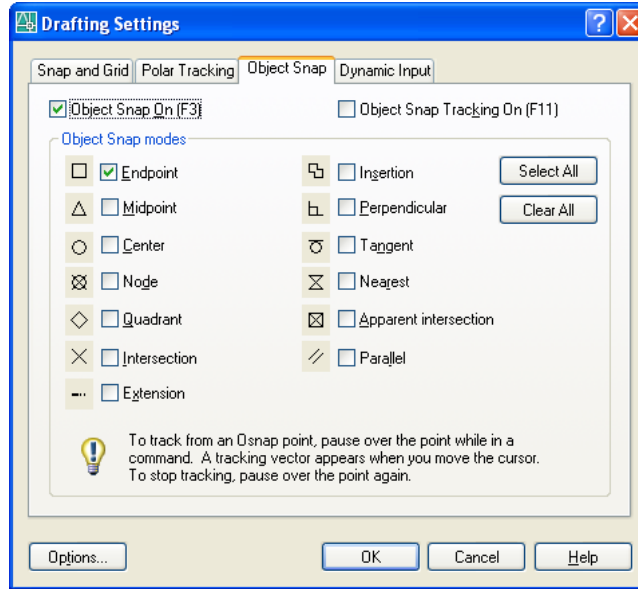 Drafting Settings
Snap and Grid Polar Tracking Object Snap Dynamic Input
Object Snap On (F3) Object Snap Tracking On (F11)
Object Snap modes
Endpoint Insertion Select All
Midpoint Perpendicular Clear All
Center Tangent
Node Nearest
Quadrant Apparent intersection
Intersection Parallel
Extension
To track from an Osnap point, pause over the point while in a
command. A tracking vector appears when you move the cursor.
To stop tracking, pause over the point again.
Options... OK Cancel Help